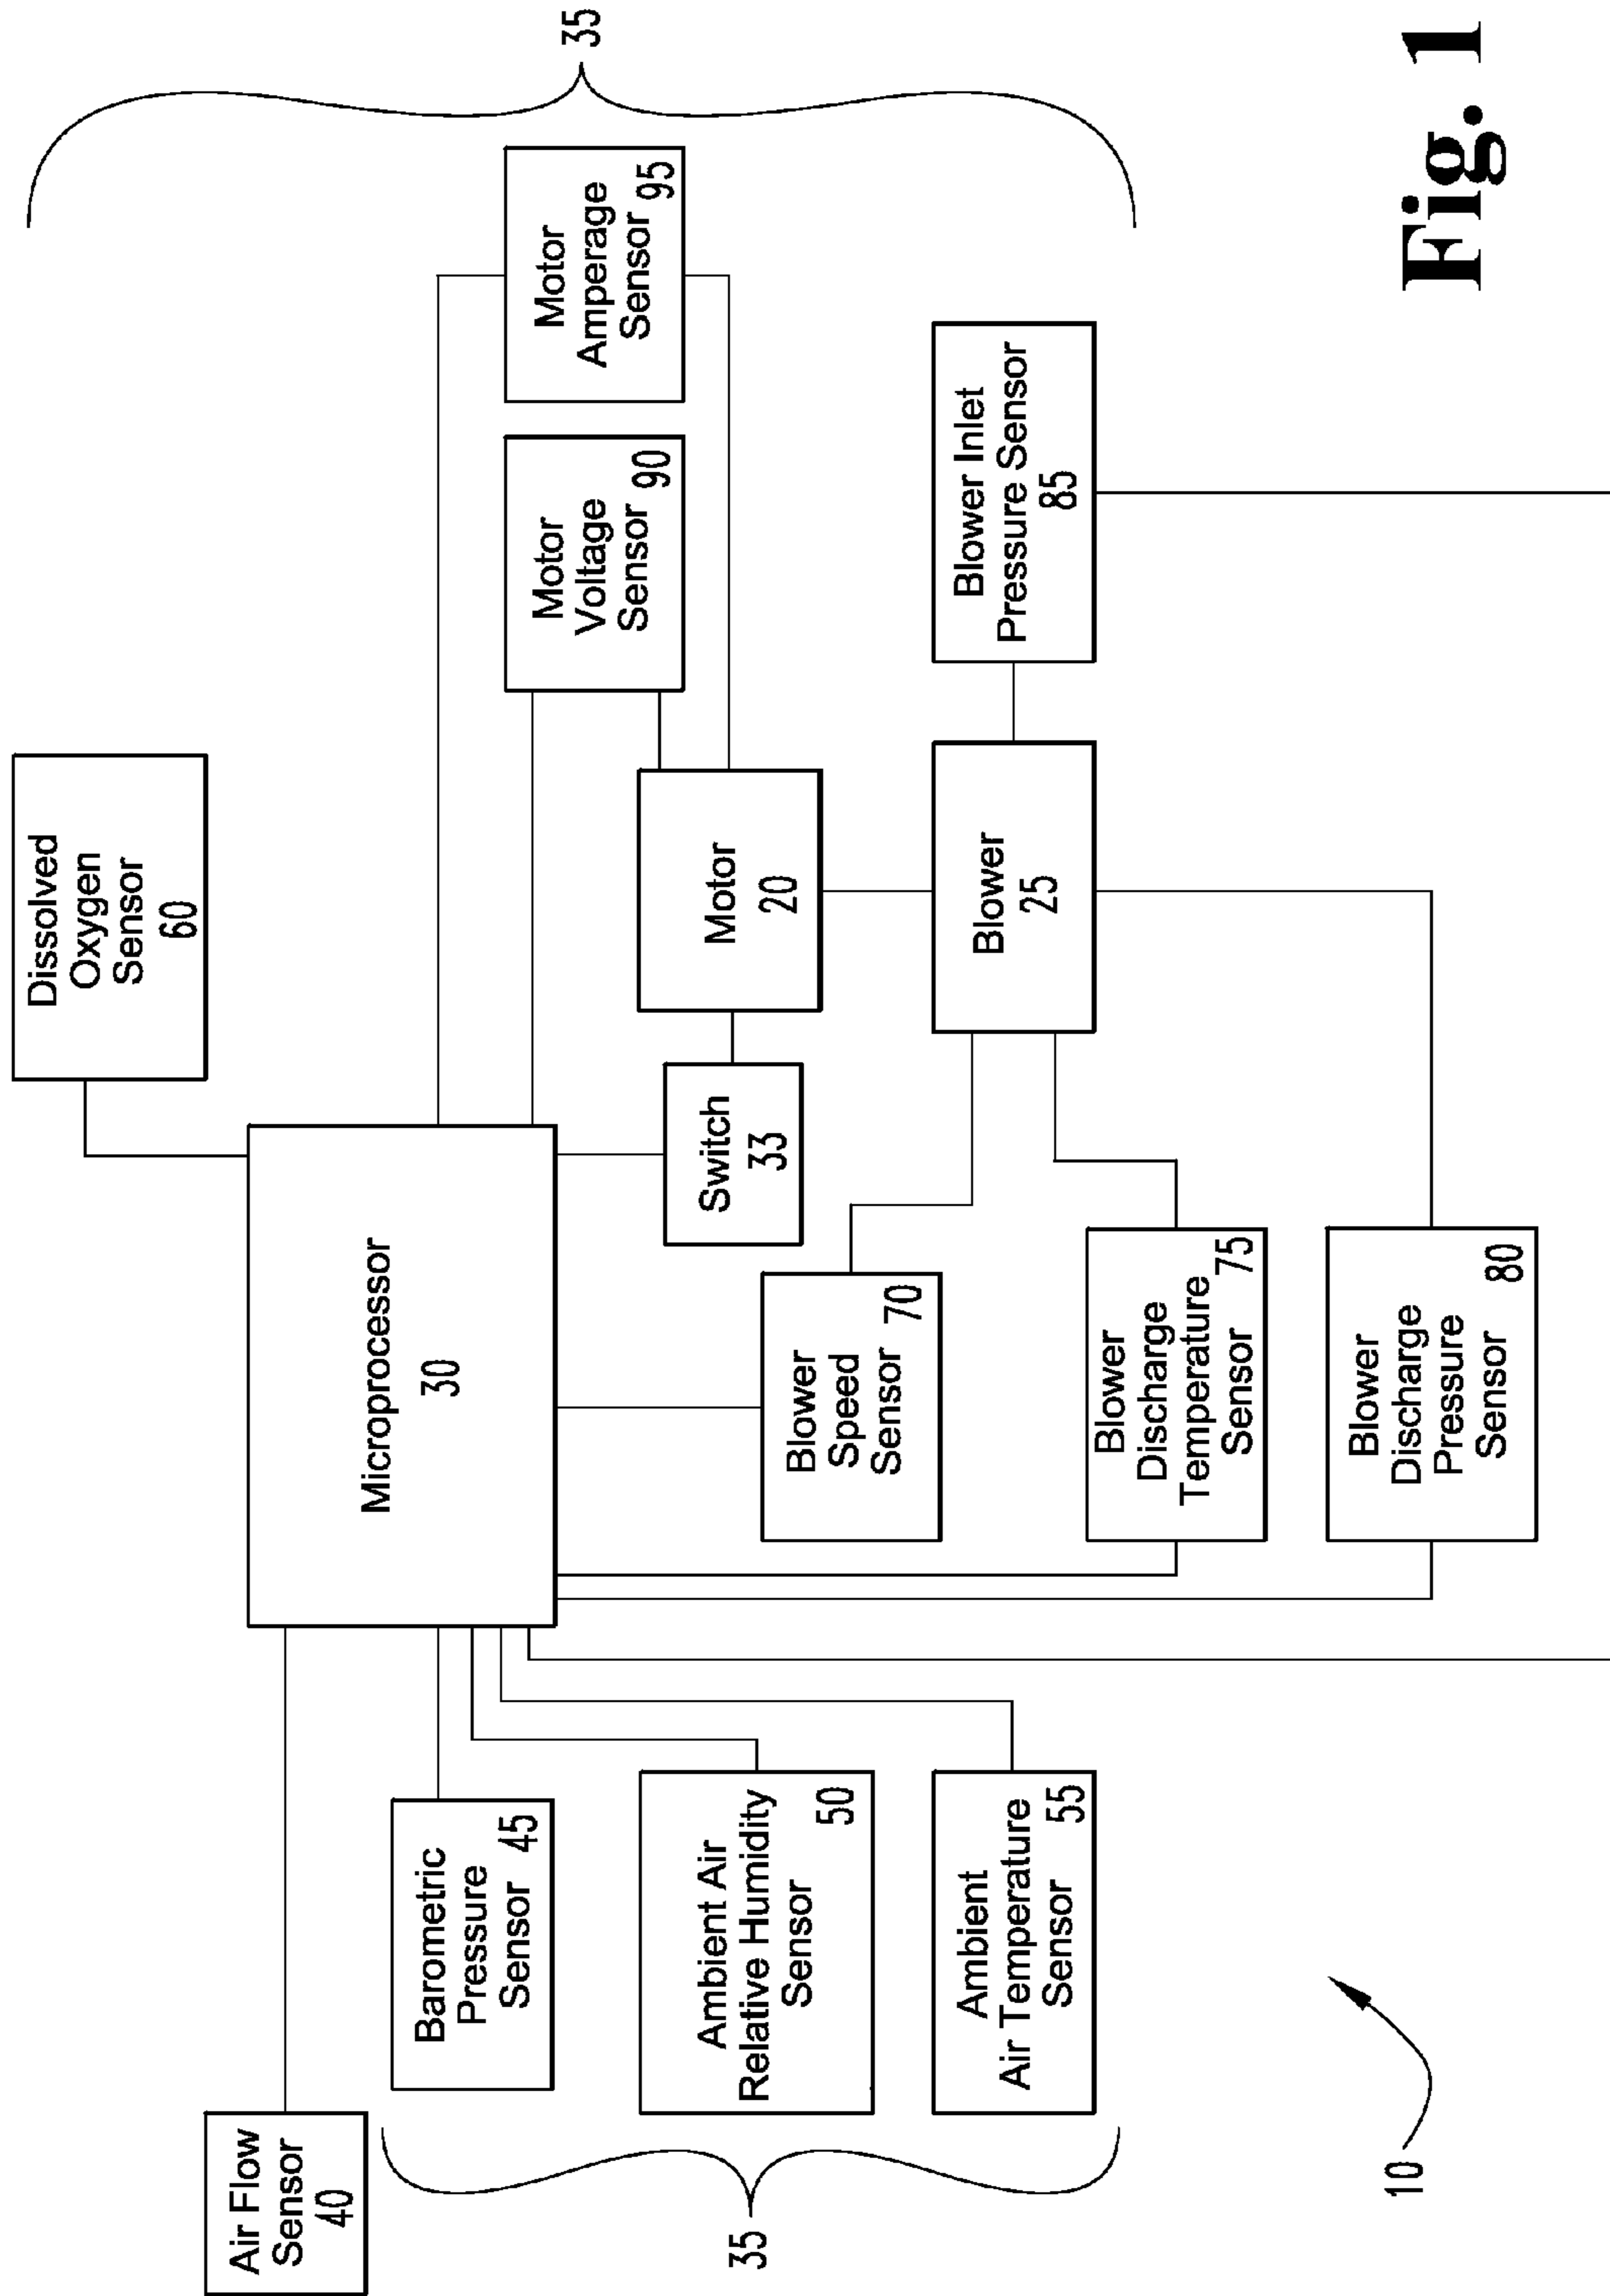 Dissolved
Oxygen
Sensor
60
35
Air Flow
Sensor
40
Microprocessor
30
Barometric
Pressure
Sensor 45
Motor
Voltage
Sensor 90
Motor
Amperage
Sensor 95
35
Ambient Air
Relative Humidity
Sensor
50
Switch
33
Motor
20
Blower
Speed
Sensor 70
Ambient
Air Temperature
Sensor 55
Blower
25
Blower Inlet
Pressure Sensor
85
Blower
Discharge
Temperature
Sensor 75
Blower
Discharge
Pressure
Sensor 80
10
Fig. 1